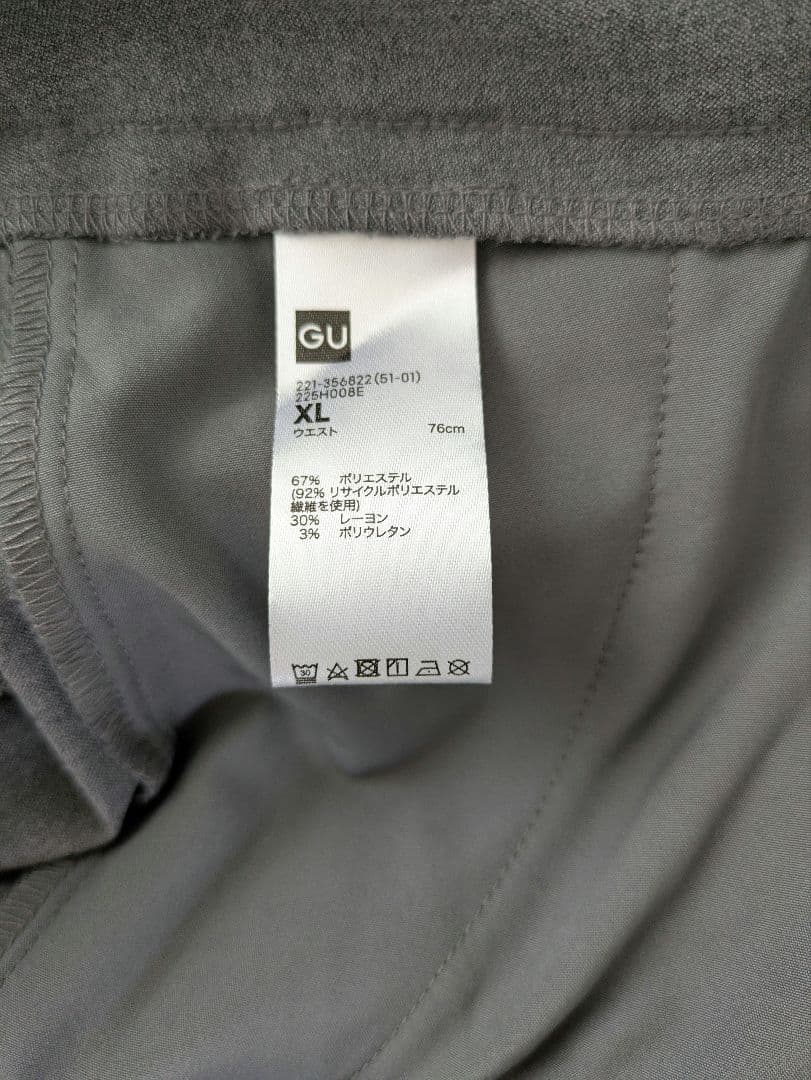 GU
221-356822(51-01)
225H008E
XL
ウエスト 76cm
67% ポリエステル
(92% リサイクルポリエステル
繊維を使用)
30% レーヨン
3% ポリウレタン
30